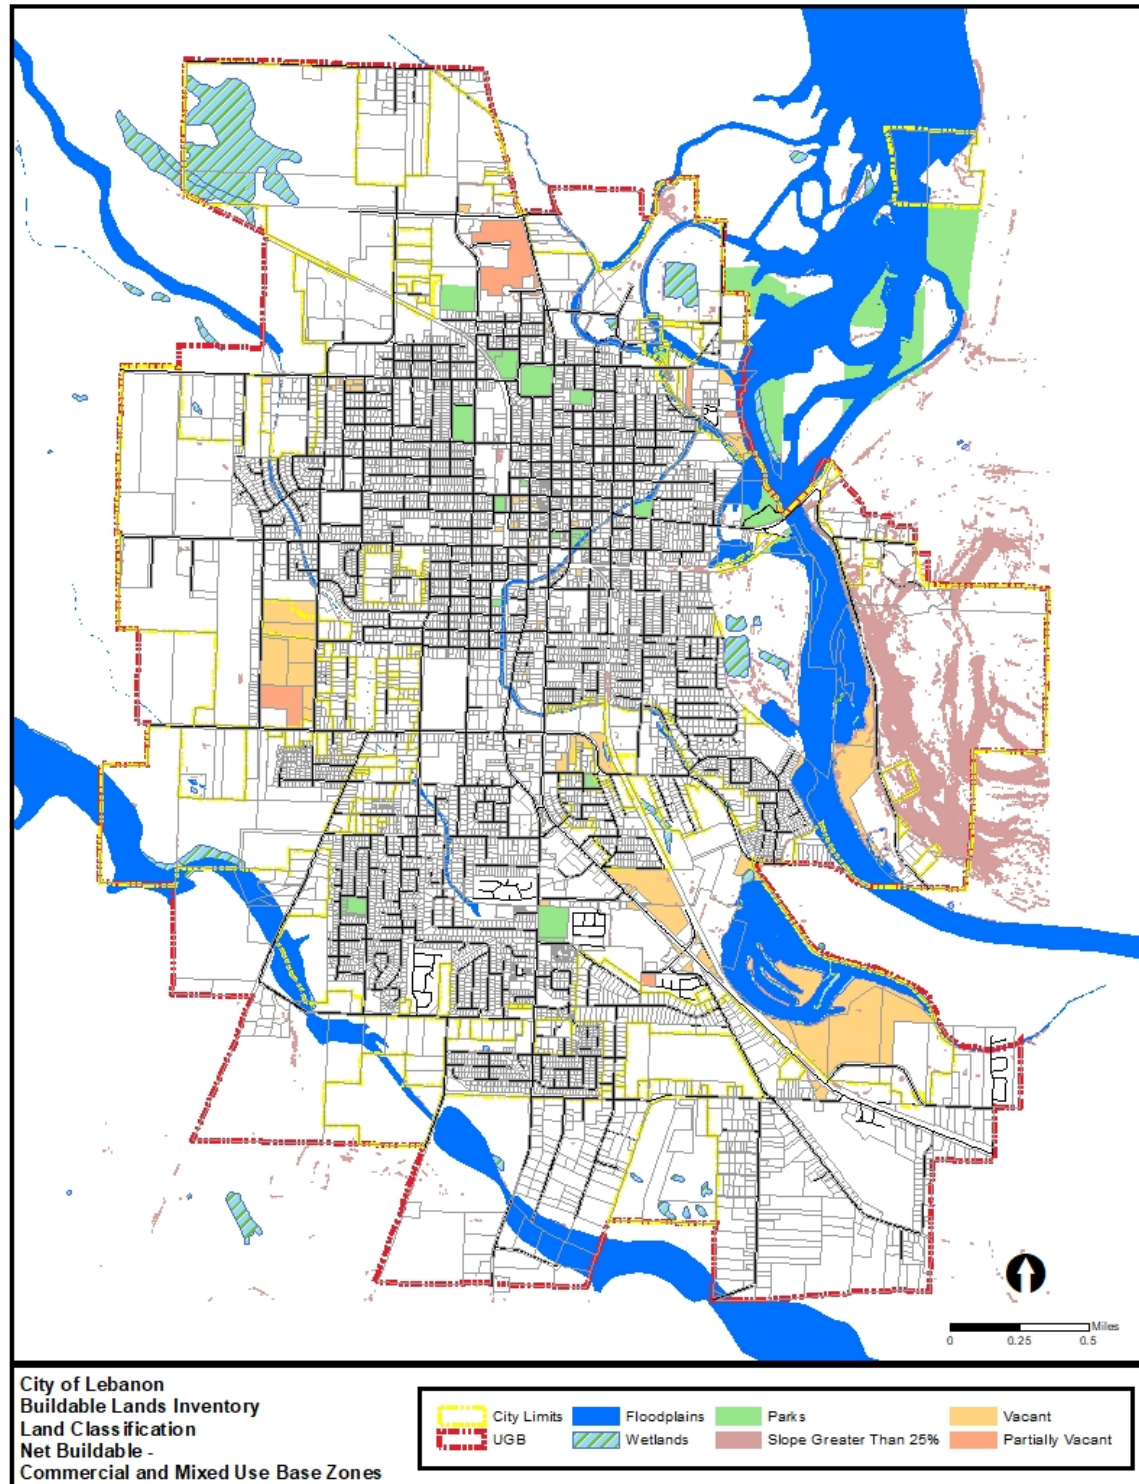 Miles
0 0.25 0.5
City of Lebanon
Buildable Lands Inventory
Land Classification
Net Buildable -
Commercial and Mixed Use Base Zones
City Limits Floodplains Parks Vacant
UGB Wetlands Slope Greater Than 25% Partially Vacant